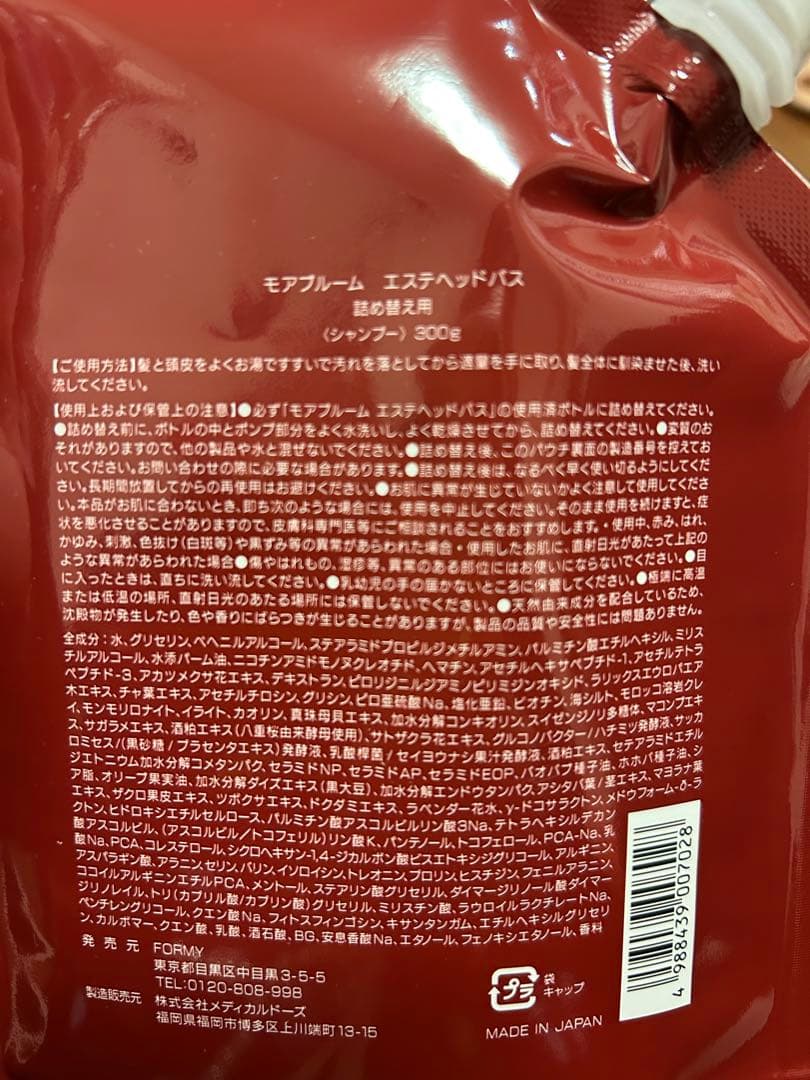 モアブルーム エステヘッドバス
詰め替え用
〈シャンプー〉300g
【ご使用方法】髪と頭皮をよくお湯ですすいで汚れを落としてから適量を手に取り、髪全体に馴染ませた後、洗い
流してください。
【使用上および保管上の注意】●必ず「モアブルーム エステヘッドバス」の使用済ボトルに詰め替えてください。
●詰め替え前に、ボトルの中とポンプ部分をよく水洗いし、よく乾燥させてから、詰め替えてください。●変質のお
それがありますので、他の製品や水と混ぜないでください。●詰め替え後、このパウチ裏面の製造番号を控えてお
いてください。お問い合わせの際に必要な場合があります。●詰め替え後は、なるべく早く使い切るようにしてくだ
さい。長期間放置してからの再使用はお避けください。●お肌に異常が生じていないかよく注意して使用してくださ
い。本品がお肌に合わないとき、即ち次のような場合には、使用を中止してください。そのまま使用を続けますと、症
状を悪化させることがありますので、皮膚科専門医等にご相談されることをおすすめします。・使用中、赤み、はれ、
かゆみ、刺激、色抜け(白斑等)や黒ずみ等の異常があらわれた場合・使用したお肌に、直射日光があたって上記の
ような異常があらわれた場合●傷やはれもの、湿疹等、異常のある部位にはお使いにならないでください。●目
に入ったときは、直ちに洗い流してください。●乳幼児の手の届かないところに保管してください。●極端に高温
または低温の場所、直射日光のあたる場所には保管しないでください。●天然由来成分を配合しているため、
沈殿物が発生したり、色や香りにばらつきが生じることがありますが、製品の品質や安全性には問題ありません。
全成分:水、グリセリン、ベヘニルアルコール、ステアラミドプロピルジメチルアミン、パルミチン酸エチルヘキシル、ミリス
チルアルコール、水添パーム油、ニコチンアミドモノヌクレオチド、ヘマチン、アセチルヘキサペプチド-1、アセチルテトラ
ペプチド-3、アカツメクサ花エキス、デキストラン、ピロリジニルジアミノピリミジンオキシド、ラリックスエウロパエア
木エキス、チャ葉エキス、アセチルチロシン、グリシン、ピロ亜硫酸Na、塩化亜鉛、ビオチン、海シルト、モロッコ溶岩クレ
イ、モンモリロナイト、イライト、カオリン、真珠母貝エキス、加水分解コンキオリン、スイゼンジノリ多糖体、マコンブエキ
ス、サガラメエキス、酒粕エキス(八重桜由来酵母使用)、サトザクラ花エキス、グルコノバクター/ハチミツ発酵液、サッカ
ロミセス/(黒砂糖/プラセンタエキス)発酵液、乳酸桿菌/セイヨウナシ果汁発酵液、酒粕エキス、セテアラミドエチル
ジエトニウム加水分解コメタンパク、セラミドNP、セラミドAP、セラミドEOP、バオバブ種子油、ホホバ種子油、シ
ア脂、オリーブ果実油、加水分解ダイズエキス(黒大豆)、加水分解エンドウタンパク、アシタバ葉/茎エキス、マヨラナ葉
エキス、ザクロ果皮エキス、ツボクサエキス、ドクダミエキス、ラベンダー花水、γ-ドコサラクトン、メドウフォーム-δ-ラ
クトン、ヒドロキシエチルセルロース、パルミチン酸アスコルビルリン酸3Na、テトラヘキシルデカン
酸アスコルビル、(アスコルビル/トコフェリル)リン酸K、パンテノール、トコフェロール、PCA-Na、乳
酸Na、PCA、コレステロール、シクロヘキサン-1,4-ジカルボン酸ビスエトキシジグリコール、アルギニン、
アスパラギン酸、アラニン、セリン、バリン、イソロイシン、トレオニン、プロリン、ヒスチジン、フェニルアラニン、
ココイルアルギニンエチルPCA、メントール、ステアリン酸グリセリル、ダイマージリノール酸ダイマー
ジリノレイル、トリ(カプリル酸/カプリン酸)グリセリル、ミリスチン酸、ラウロイルラクチレートNa、
ペンチレングリコール、クエン酸Na、フィトスフィンゴシン、キサンタンガム、エチルヘキシルグリセリ
ン、カルボマー、クエン酸、乳酸、酒石酸、BG、安息香酸Na、エタノール、フェノキシエタノール、香料
発売元 FORMY
東京都目黒区中目黒3-5-5
TEL:0120-808-998
製造販売元 株式会社メディカルドーズ
福岡県福岡市博多区上川端町13-15
プラ
袋
キャップ
MADE IN JAPAN
4 988439 007028